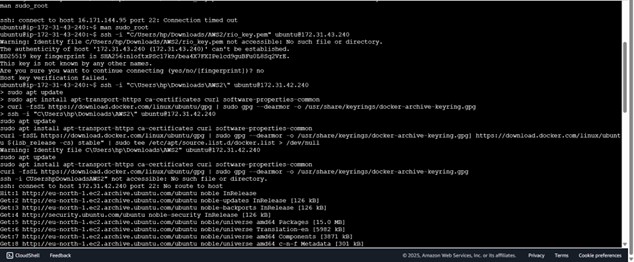 man sudo_root
ssh: connect to host 16.171.144.95 port 22: Connection timed out
ubuntu@ip-172-31-43-240:~$ man sudo_root
ubuntu@ip-172-31-43-240:~$ ssh -i "C/Users/hp/Downloads/AWS2/rio_key.pem" ubuntu@172.31.43.240
Warning: Identity file C/Users/hp/Downloads/AWS2/rio_key.pem not accessible: No such file or directory.
The authenticity of host '172.31.43.240 (172.31.43.240)' can't be established.
ED25519 key fingerprint is
This key is not known by any other names.
Are you sure you want to continue connecting (yes/no/[fingerprint])? no
Host key verification failed.
ubuntu@ip-172-31-43-240:~$ ssh -i "C\Users\hp\Downloads\AWS2\" ubuntu@172.31.42.240
> sudo apt update
> sudo apt install apt-transport-https ca-certificates curl software-properties-common
> curl -fsSL https://download.docker.com/linux/ubuntu/gpg | sudo gpg --dearmor -o /usr/share/keyrings/docker-archive-keyring.gpg
> ssh -i "C\Users\hp\Downloads\AWS2\" ubuntu@172.31.42.240
sudo apt update
sudo apt install apt-transport-https ca-certificates curl software-properties-common
curl -fsSL https://download.docker.com/linux/ubuntu/gpg | sudo gpg --dearmor -o /usr/share/keyrings/docker-archive-keyring.gpg] https://download.docker.com/linux/ubunt
u $(lsb_release -cs) stable" | sudo tee /etc/apt/source.list.d/docker.list > /dev/null
Warning: Identity file C\Users\hp\Downloads\AWS2" ubuntu@172.31.42.240
sudo apt update
sudo apt install apt-transport-https ca-certificates curl software-properties-common
curl -fsSL https://download.docker.com/linux/ubuntu/gpg | sudo gpg --dearmor -o /usr/share/keyrings/docker-archive-keyring.gpg
ssh -i C\Users\hp\Downloads\AWS2" not accessible: No such file or directory.
ssh: connect to host 172.31.42.240 port 22: No route to host
Hit:1 http://eu-north-1.ec2.archive.ubuntu.com/ubuntu noble InRelease
Get:2 http://eu-north-1.ec2.archive.ubuntu.com/ubuntu noble-updates InRelease [126 kB]
Get:3 http://eu-north-1.ec2.archive.ubuntu.com/ubuntu noble-backports InRelease [126 kB]
Get:4 http://security.ubuntu.com/ubuntu noble-security InRelease [126 kB]
Get:5 http://eu-north-1.ec2.archive.ubuntu.com/ubuntu noble/universe amd64 Packages [15.0 MB]
Get:6 http://eu-north-1.ec2.archive.ubuntu.com/ubuntu noble/universe Translation-en [5982 kB]
Get:7 http://eu-north-1.ec2.archive.ubuntu.com/ubuntu noble/universe amd64 Components [3871 kB]
Get:8 http://eu-north-1.ec2.archive.ubuntu.com/ubuntu noble/universe amd64 c-n-f Metadata [301 kB]
CloudShell Feedback © 2025, Amazon Web Services, Inc. or its affiliates. Privacy Terms Cookie preferences